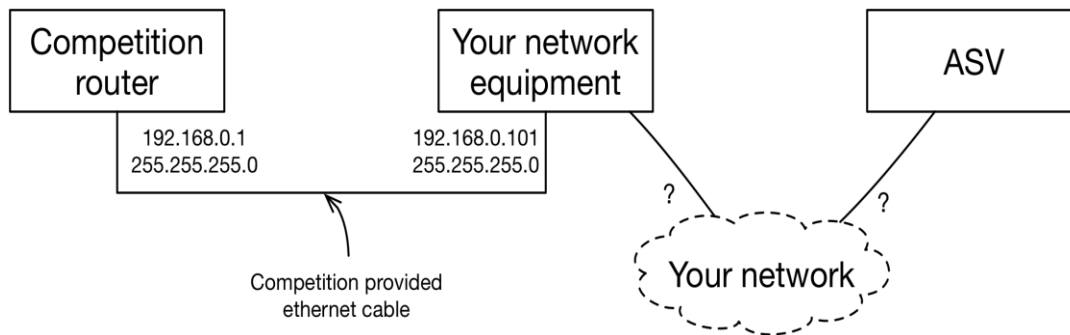 Competition
router
Your network
equipment
ASV
192.168.0.1
255.255.255.0
192.168.0.101
255.255.255.0
?
?
Your network
Competition provided
ethernet cable